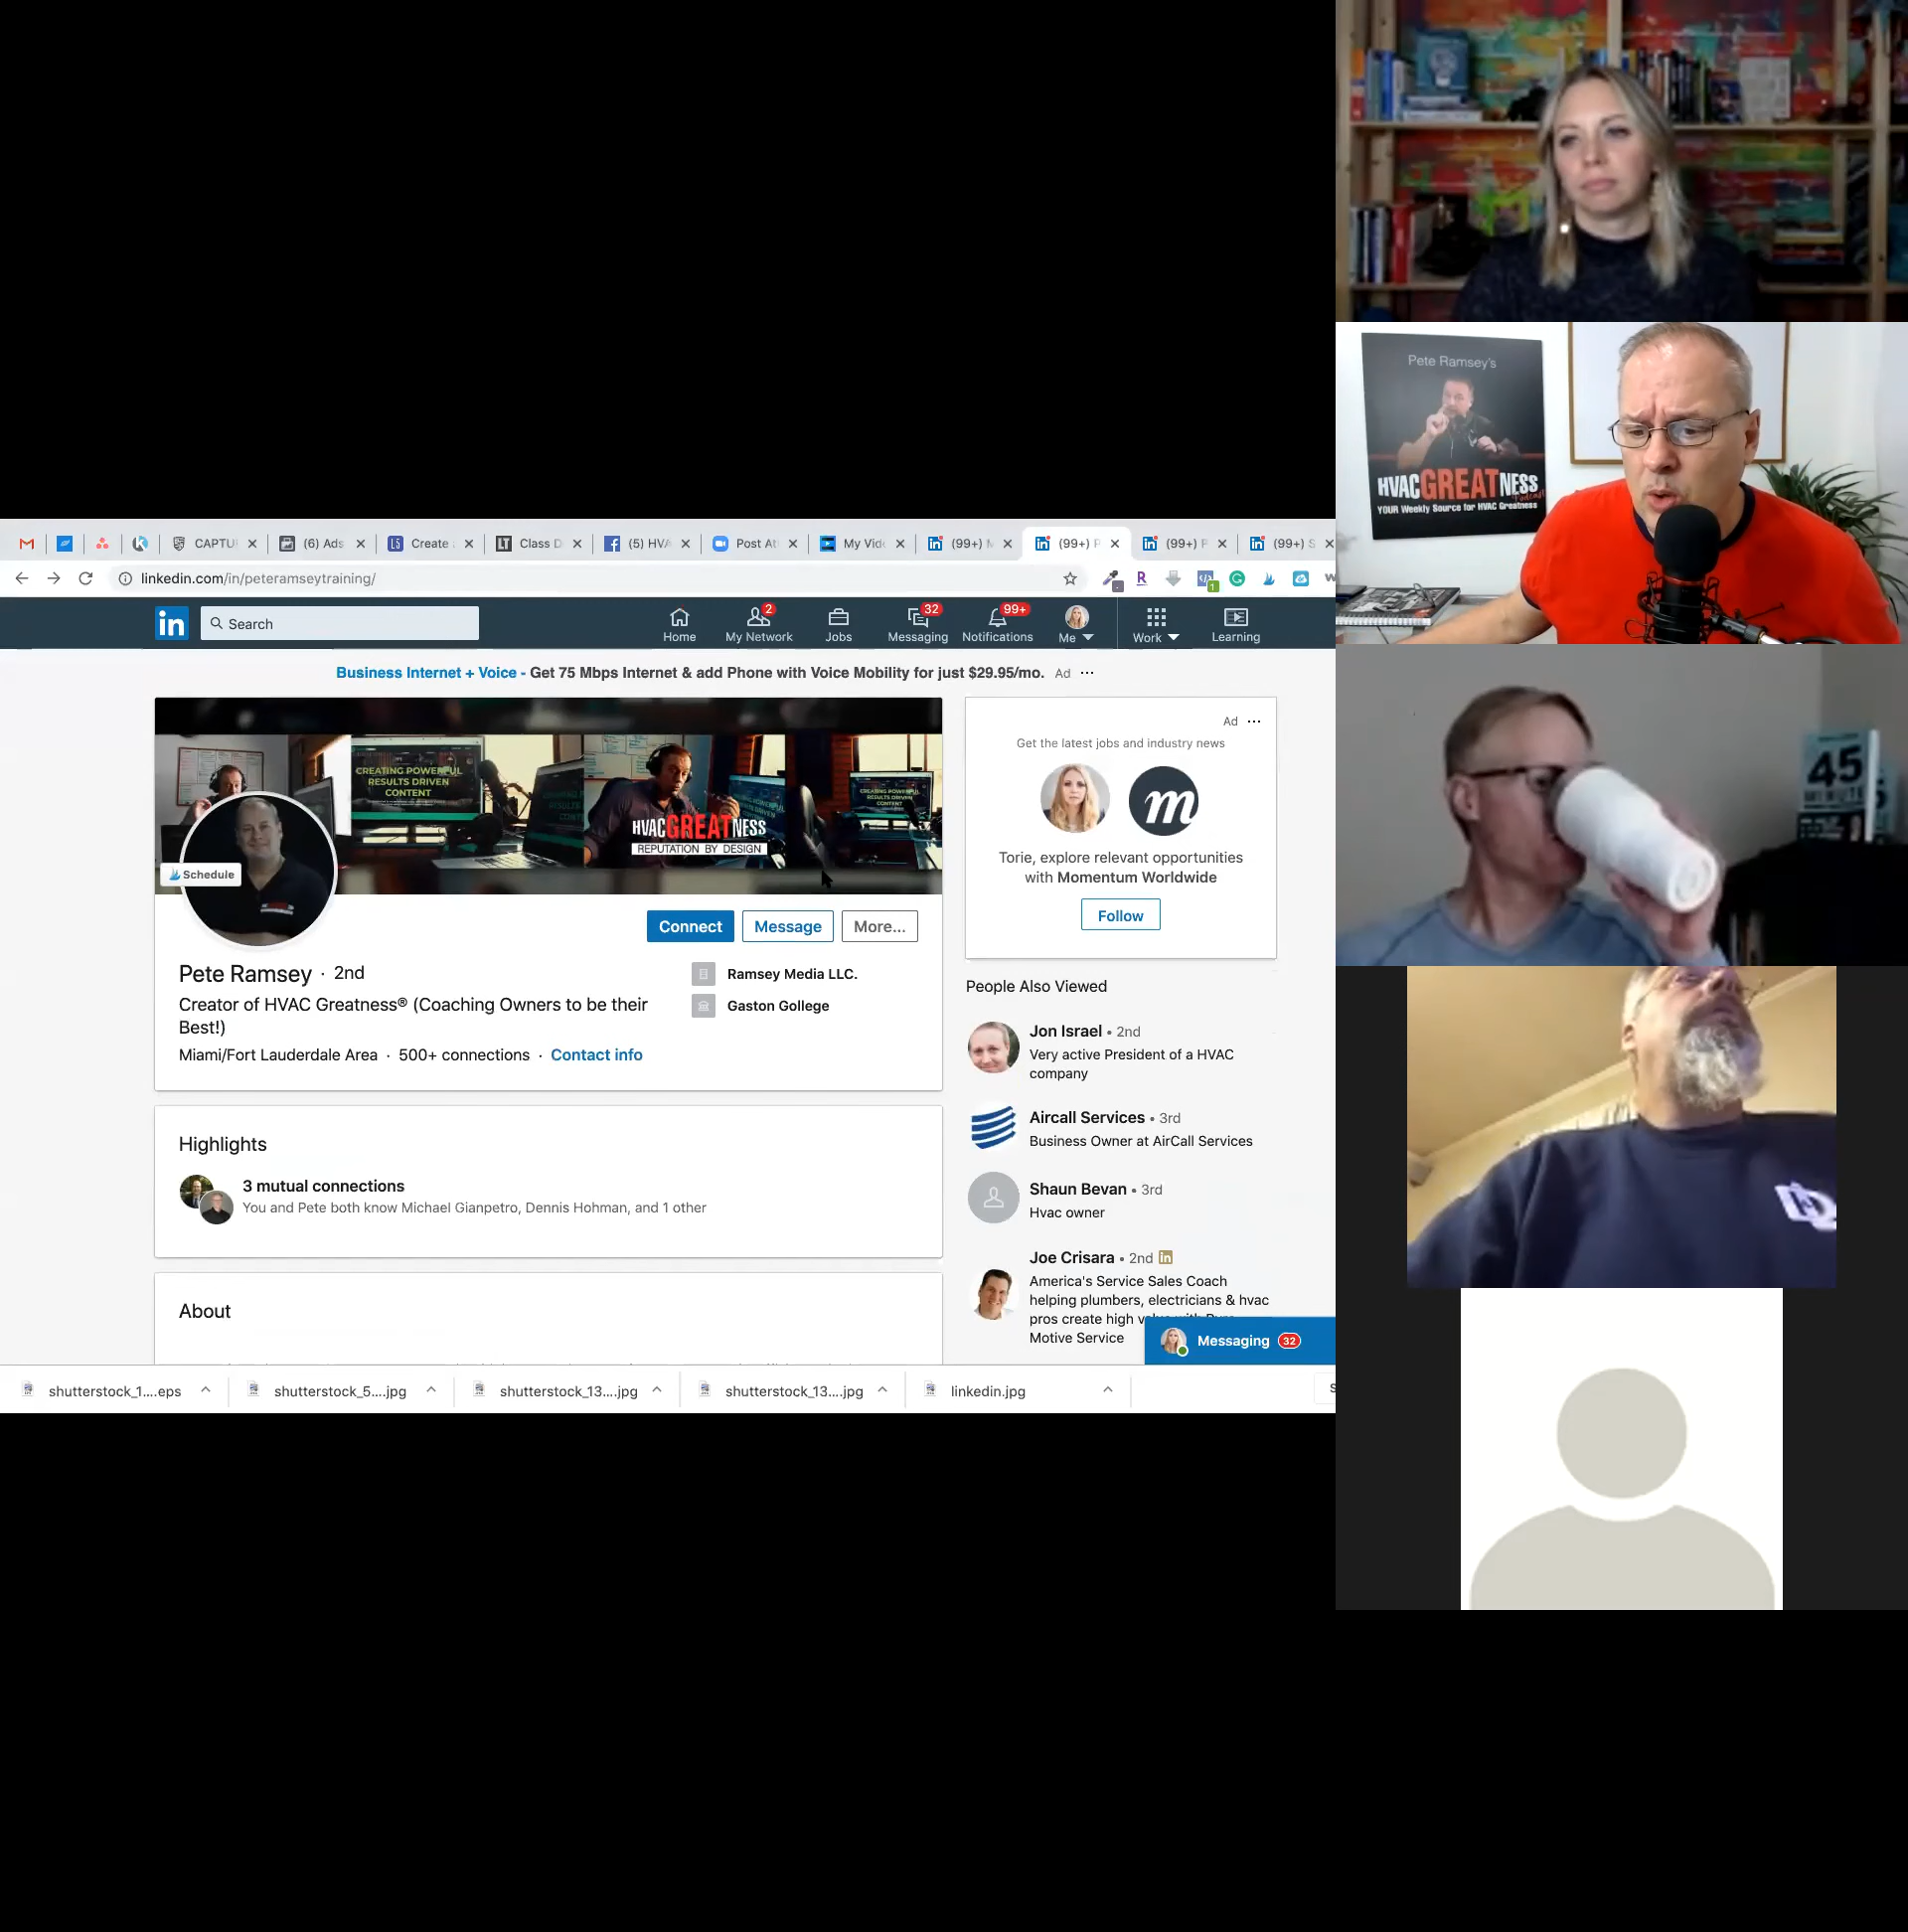 CAPTU
(6) Ads
Create
Class D
(5) HVA
Post At
My Vide
(99+)
(99+) P
(99+) P
(99+) S
linkedin.com/in/peteramseytraining/
in
Search
Home
2
My Network
Jobs
32
Messaging
99+
Notifications
Me
Work
Learning
Business Internet + Voice - Get 75 Mbps Internet & add Phone with Voice Mobility for just $29.95/mo. Ad ...
CREATING POWERFUL
RESULTS DRIVEN
CONTENT
HVACGREATNESS
REPUTATION BY DESIGN
Schedule
Connect
Message
More...
Pete Ramsey · 2nd
Creator of HVAC Greatness® (Coaching Owners to be their
Best!)
Miami/Fort Lauderdale Area · 500+ connections · Contact info
Ramsey Media LLC.
Gaston Gollege
Highlights
3 mutual connections
You and Pete both know Michael Gianpetro, Dennis Hohman, and 1 other
About
Ad ...
Get the latest jobs and industry news
m
Torie, explore relevant opportunities
with Momentum Worldwide
Follow
People Also Viewed
Jon Israel • 2nd
Very active President of a HVAC
company
Aircall Services • 3rd
Business Owner at AirCall Services
Shaun Bevan • 3rd
Hvac owner
Joe Crisara • 2nd in
America's Service Sales Coach
helping plumbers, electricians & hvac
pros create high
Motive Service
Messaging 32
shutterstock_1....eps
shutterstock_5....jpg
shutterstock_13....jpg
shutterstock_13....jpg
linkedin.jpg
Pete Ramsey's
HVACGREATNESS
Podcast
YOUR Weekly Source for HVAC Greatness
45
MINUTE